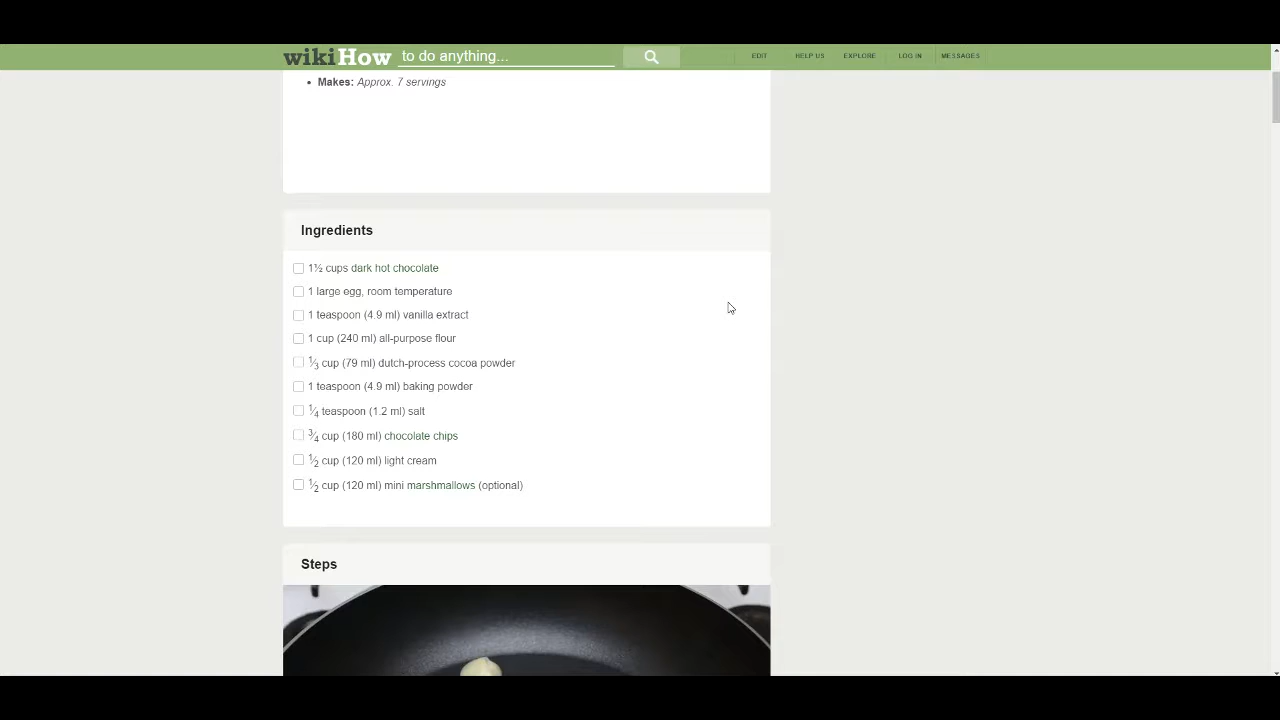 wikiHow to do anything... EDIT HELP US EXPLORE LOG IN MESSAGES
• Makes: Approx. 7 servings
Ingredients
1½ cups dark hot chocolate
1 large egg, room temperature
1 teaspoon (4.9 ml) vanilla extract
1 cup (240 ml) all-purpose flour
1/3 cup (79 ml) dutch-process cocoa powder
1 teaspoon (4.9 ml) baking powder
1/4 teaspoon (1.2 ml) salt
3/4 cup (180 ml) chocolate chips
1/2 cup (120 ml) light cream
1/2 cup (120 ml) mini marshmallows (optional)
Steps